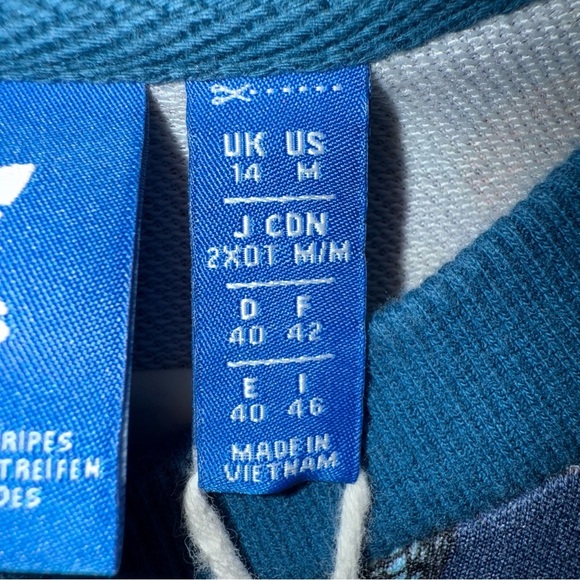 S
RIPES
TREIFEN
DES
UK US
14 M
J CDN
2XOT M/M
D F
40 42
E I
40 46
MADE IN
VIETNAM